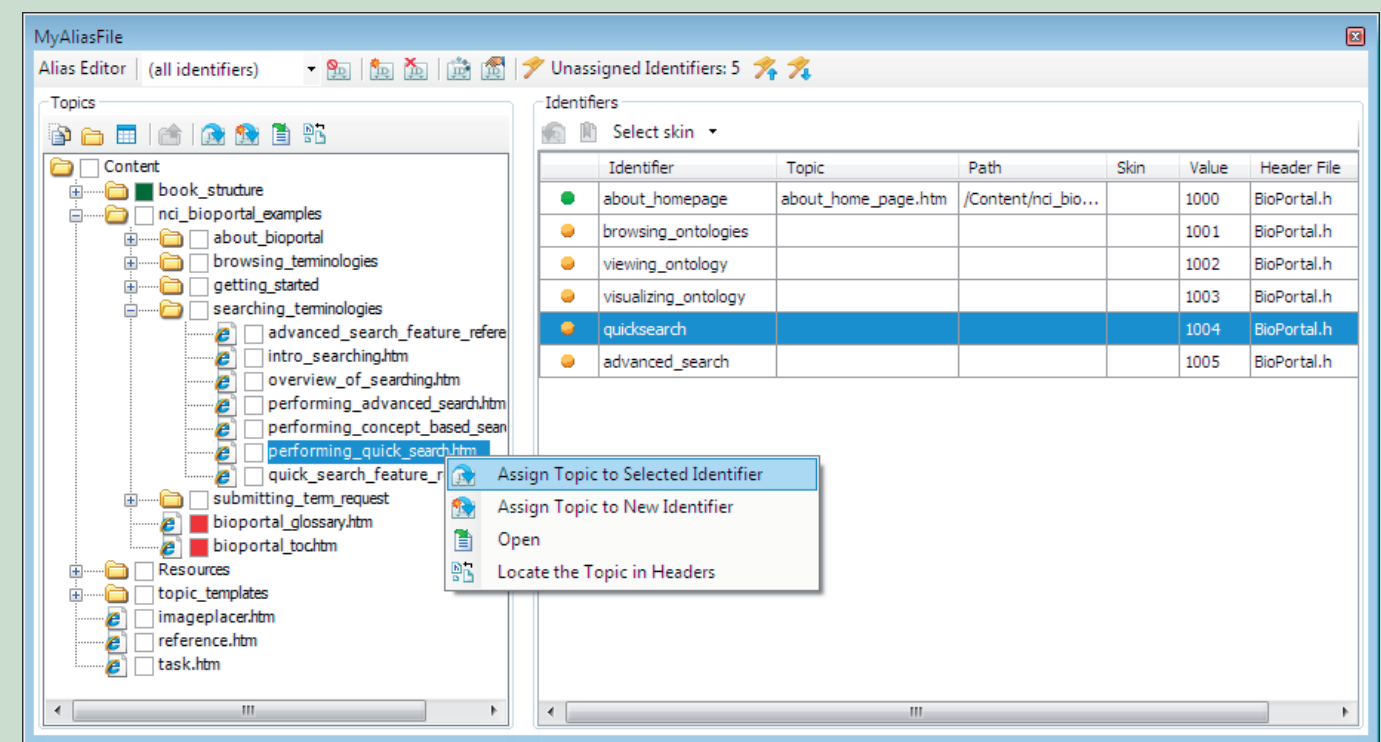 MyAliasFile
Alias Editor (all identifiers) Unassigned Identifiers: 5
Topics
Content
book_structure
nci_bioportal_examples
about_bioportal
browsing_terminologies
getting_started
searching_terminologies
advanced_search_feature_refere
intro_searching.htm
overview_of_searching.htm
performing_advanced_search.htm
performing_concept_based_sear
performing_quick_search.htm
quick_search_feature_r
submitting_term_request
bioportal_glossary.htm
bioportal_toc.htm
Resources
topic_templates
imageplacer.htm
reference.htm
task.htm
Assign Topic to Selected Identifier
Assign Topic to New Identifier
Open
Locate the Topic in Headers
Identifiers
Select skin
Identifier Topic Path Skin Value Header File
about_homepage about_home_page.htm /Content/nci_bio... 1000 BioPortal.h
browsing_ontologies 1001 BioPortal.h
viewing_ontology 1002 BioPortal.h
visualizing_ontology 1003 BioPortal.h
quicksearch 1004 BioPortal.h
advanced_search 1005 BioPortal.h